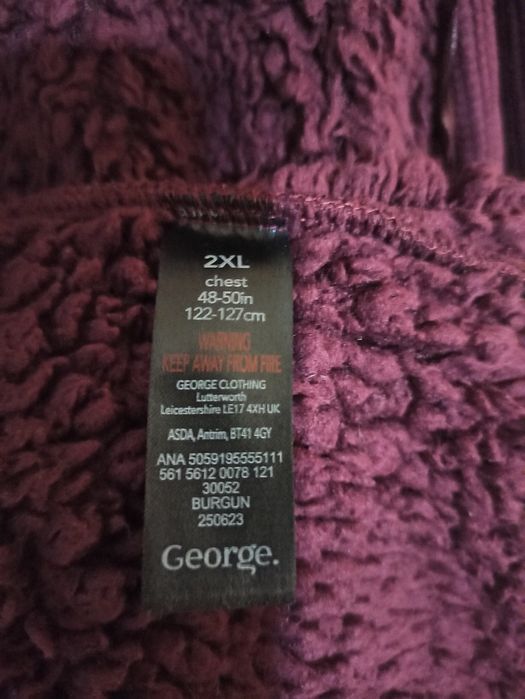 2XL
chest
48-50in
122-127cm
WARNING
KEEP AWAY FROM FIRE
GEORGE CLOTHING
Lutterworth
Leicestershire LE17 4XH UK
ASDA, Antrim, BT41 4GY
ANA 5059195555111
561 5612 0078 121
30052
BURGUN
250623
George.